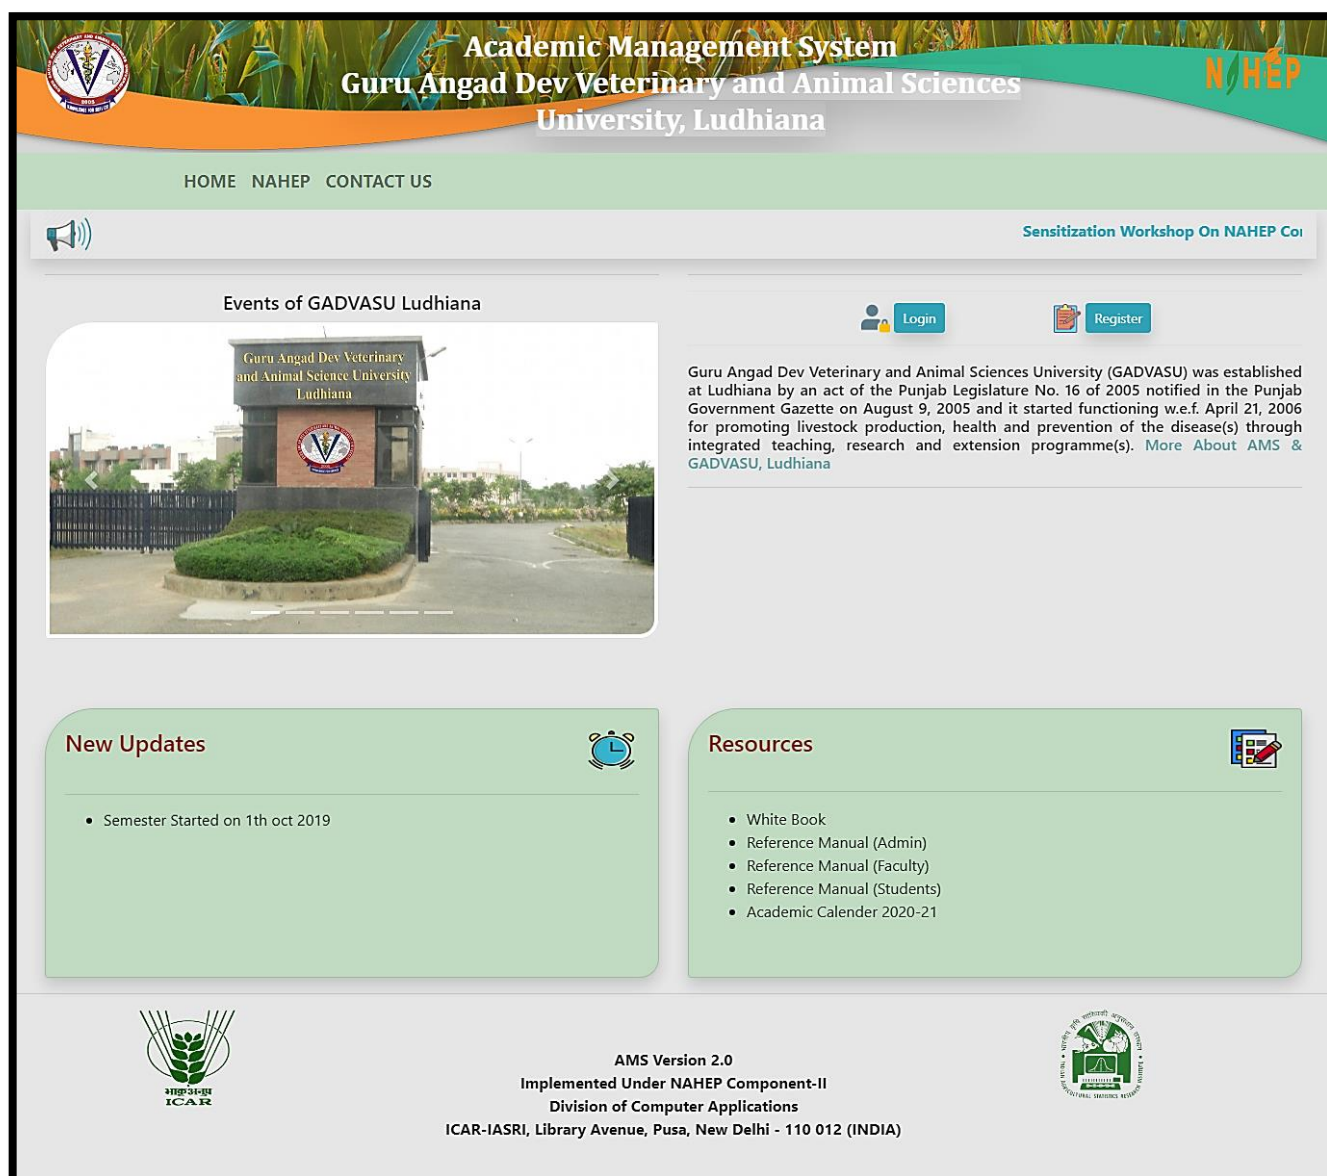 Academic Management System
Guru Angad Dev Veterinary and Animal Sciences
University, Ludhiana
NAHEP
HOME NAHEP CONTACT US
Sensitization Workshop On NAHEP Co
Events of GADVASU Ludhiana
Guru Angad Dev Veterinary
and Animal Science University
Ludhiana
Login
Register
Guru Angad Dev Veterinary and Animal Sciences University (GADVASU) was established
at Ludhiana by an act of the Punjab Legislature No. 16 of 2005 notified in the Punjab
Government Gazette on August 9, 2005 and it started functioning w.e.f. April 21, 2006
for promoting livestock production, health and prevention of the disease(s) through
integrated teaching, research and extension programme(s). More About AMS &
GADVASU, Ludhiana
New Updates
Semester Started on 1th oct 2019
Resources
White Book
Reference Manual (Admin)
Reference Manual (Faculty)
Reference Manual (Students)
Academic Calender 2020-21
भाकृअनुप
ICAR
AMS Version 2.0
Implemented Under NAHEP Component-II
Division of Computer Applications
ICAR-IASRI, Library Avenue, Pusa, New Delhi - 110 012 (INDIA)